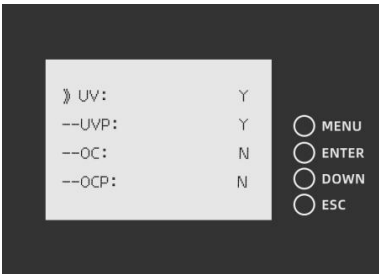 》UV: Y
--UVP: Y
--OC: N
--OCP: N
MENU
ENTER
DOWN
ESC